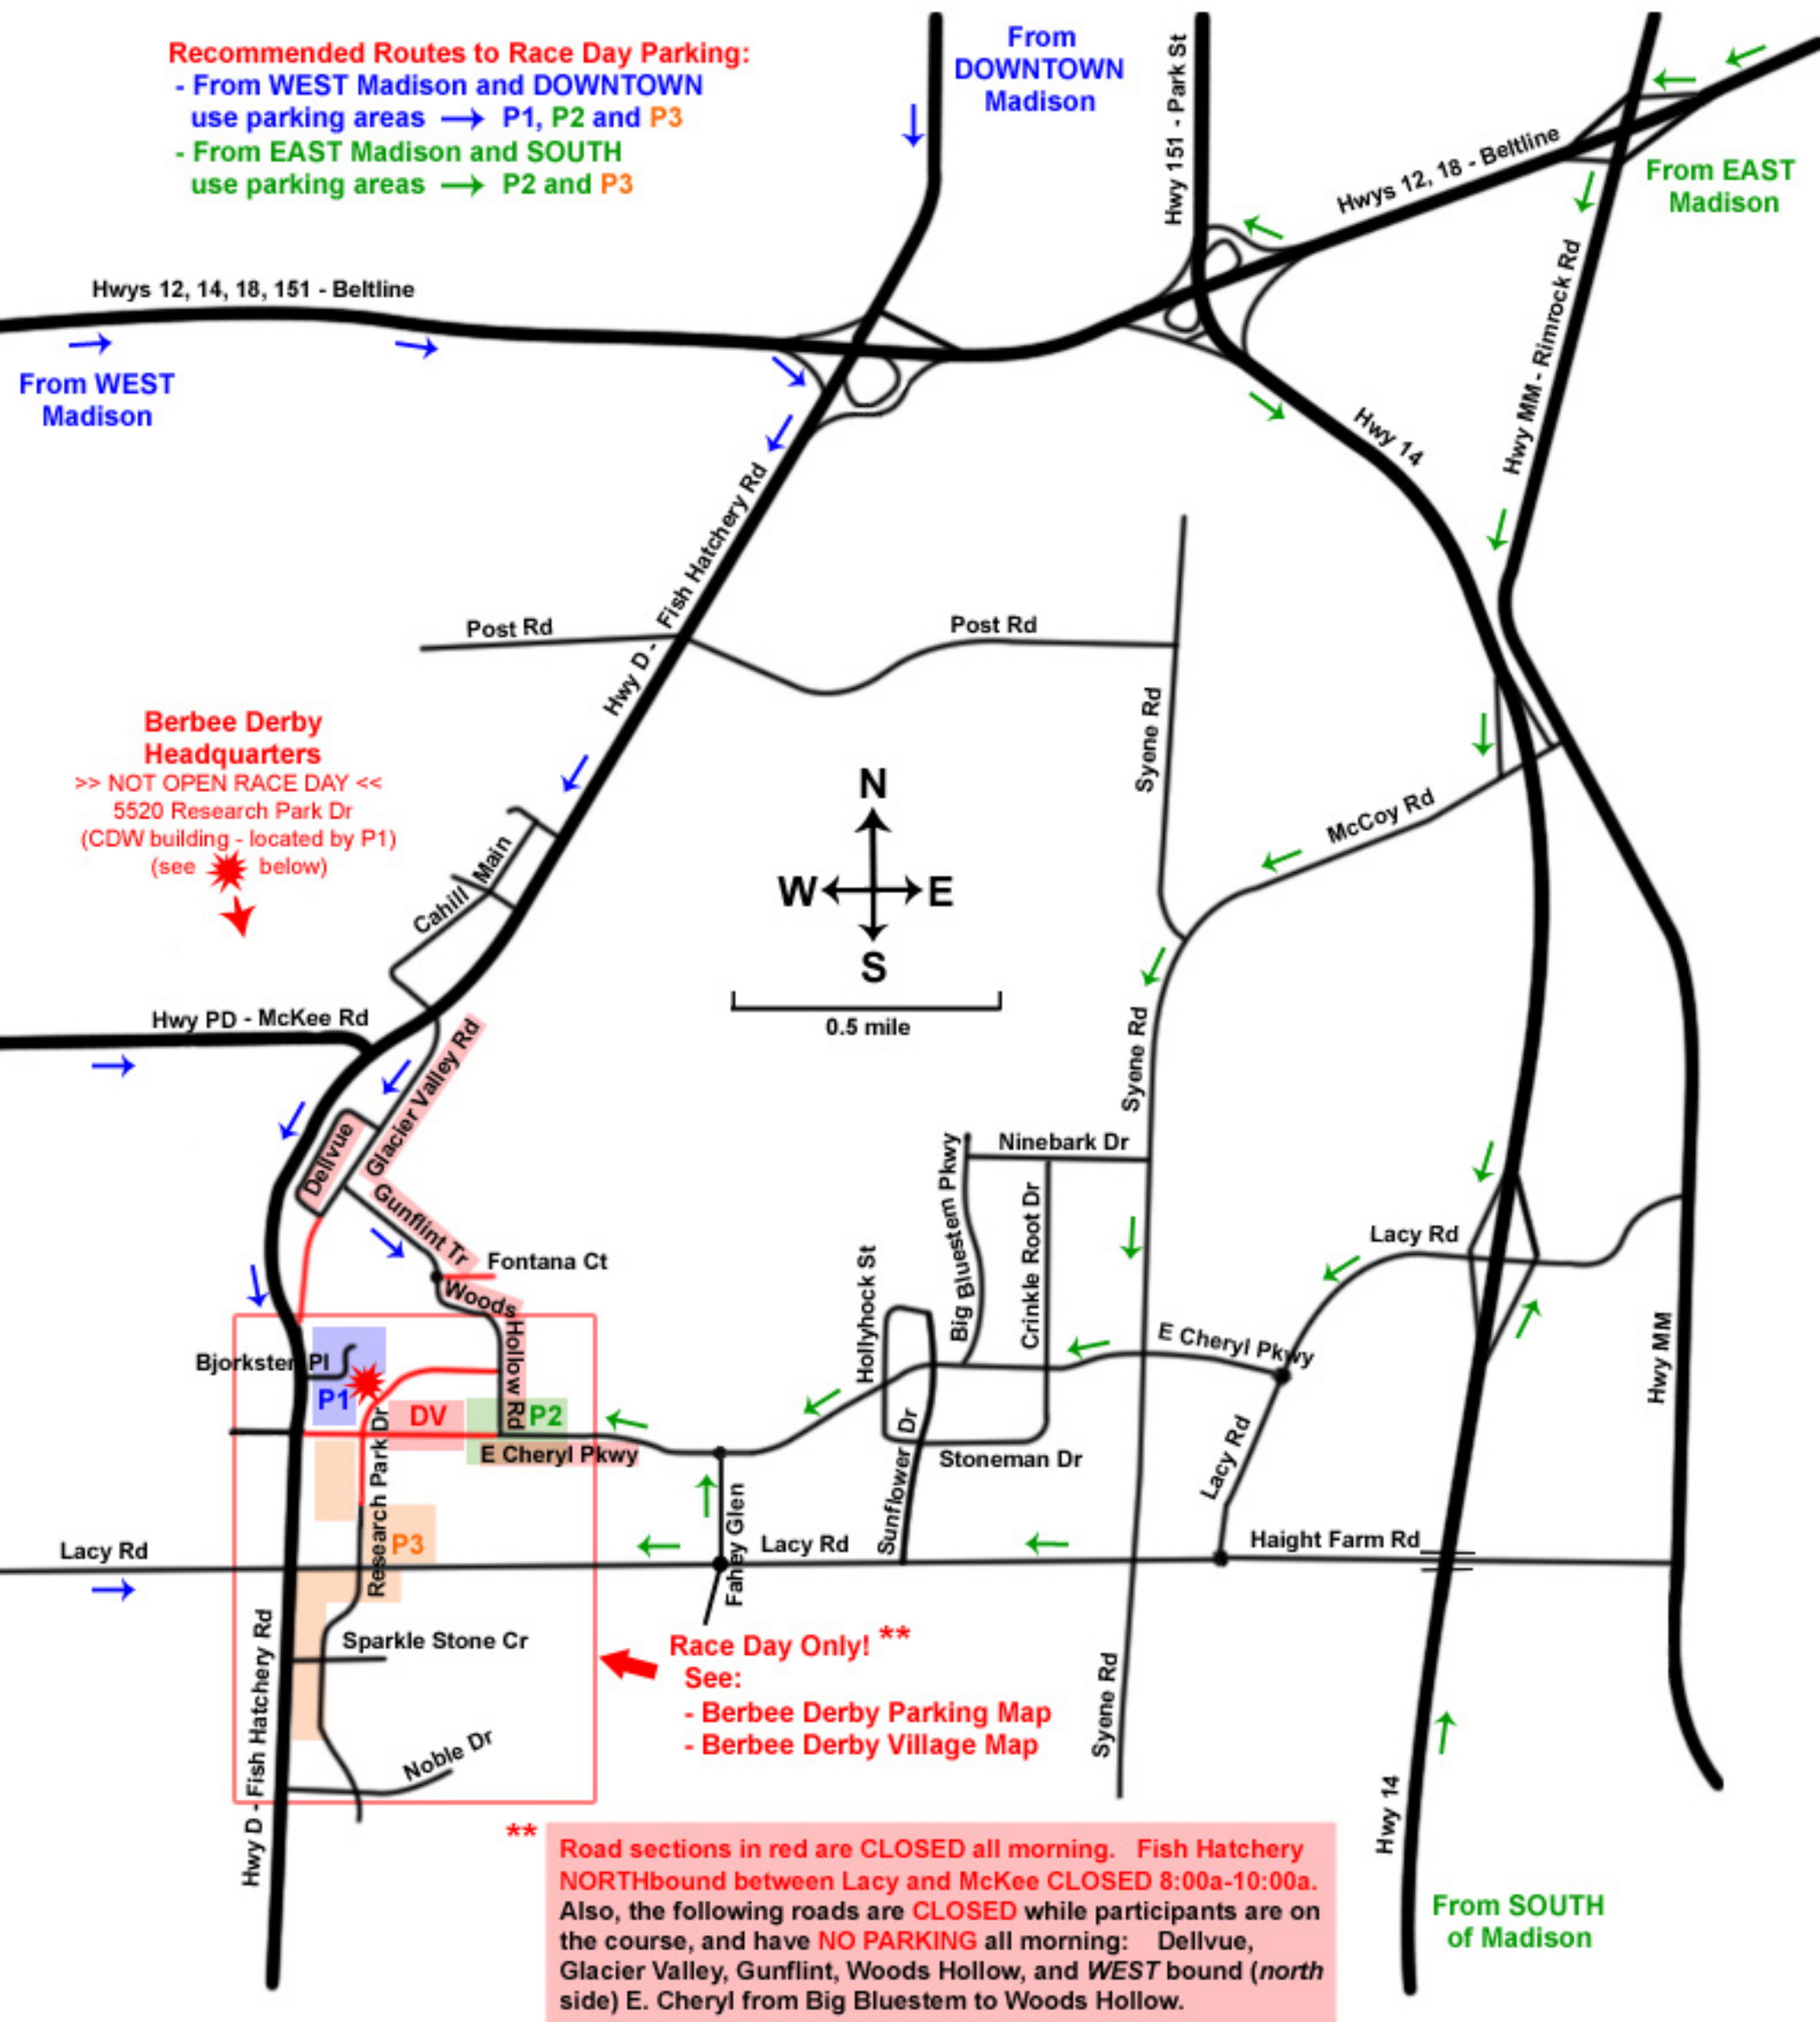 Recommended Routes to Race Day Parking:
- From WEST Madison and DOWNTOWN
use parking areas → P1, P2 and P3
- From EAST Madison and SOUTH
use parking areas → P2 and P3
From
DOWNTOWN
Madison
Hwy 151 - Park St
Hwys 12, 18 - Beltline
From EAST
Madison
Hwys 12, 14, 18, 151 - Beltline
From WEST
Madison
Hwy MM - Rimrock Rd
Hwy 14
Hwy D - Fish Hatchery Rd
Post Rd
Post Rd
Syene Rd
McCoy Rd
Berbee Derby
Headquarters
>> NOT OPEN RACE DAY <<
5520 Research Park Dr
(CDW building - located by P1)
(see below)
N
W E
S
0.5 mile
Cahill Main
Hwy PD - McKee Rd
Glacier Valley Rd
Dellvue
Gunflint Tr
Fontana Ct
Woods Hollow Rd
Syene Rd
Ninebark Dr
Big Bluestem Pkwy
Crinkle Root Dr
Hollyhock St
Lacy Rd
E Cheryl Pkwy
Hwy MM
Bjorksten Pl
P1
DV
P2
E Cheryl Pkwy
Research Park Dr
P3
Sunflower Dr
Stoneman Dr
Lacy Rd
Fahey Glen
Lacy Rd
Lacy Rd
Haight Farm Rd
Sparkle Stone Cr
Noble Dr
Hwy D - Fish Hatchery Rd
Race Day Only! **
See:
- Berbee Derby Parking Map
- Berbee Derby Village Map
Syene Rd
Hwy 14
From SOUTH
of Madison
** Road sections in red are CLOSED all morning. Fish Hatchery
NORTHbound between Lacy and McKee CLOSED 8:00a-10:00a.
Also, the following roads are CLOSED while participants are on
the course, and have NO PARKING all morning: Dellvue,
Glacier Valley, Gunflint, Woods Hollow, and WEST bound (north
side) E. Cheryl from Big Bluestem to Woods Hollow.